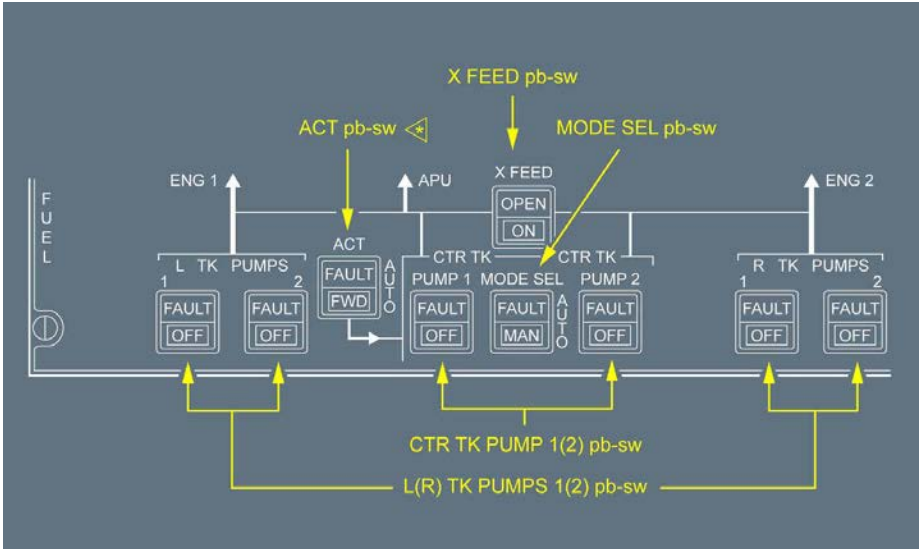 X FEED pb-sw
ACT pb-sw <*
MODE SEL pb-sw
ENG 1
APU
X FEED
ENG 2
FUEL
OPEN
ON
ACT
CTR TK
CTR TK
L TK PUMPS
R TK PUMPS
1
2
FAULT
FWD
AUTO
PUMP 1
MODE SEL
PUMP 2
1
2
FAULT
OFF
FAULT
OFF
FAULT
OFF
FAULT
MAN
AUTO
FAULT
OFF
FAULT
OFF
FAULT
OFF
CTR TK PUMP 1(2) pb-sw
L(R) TK PUMPS 1(2) pb-sw